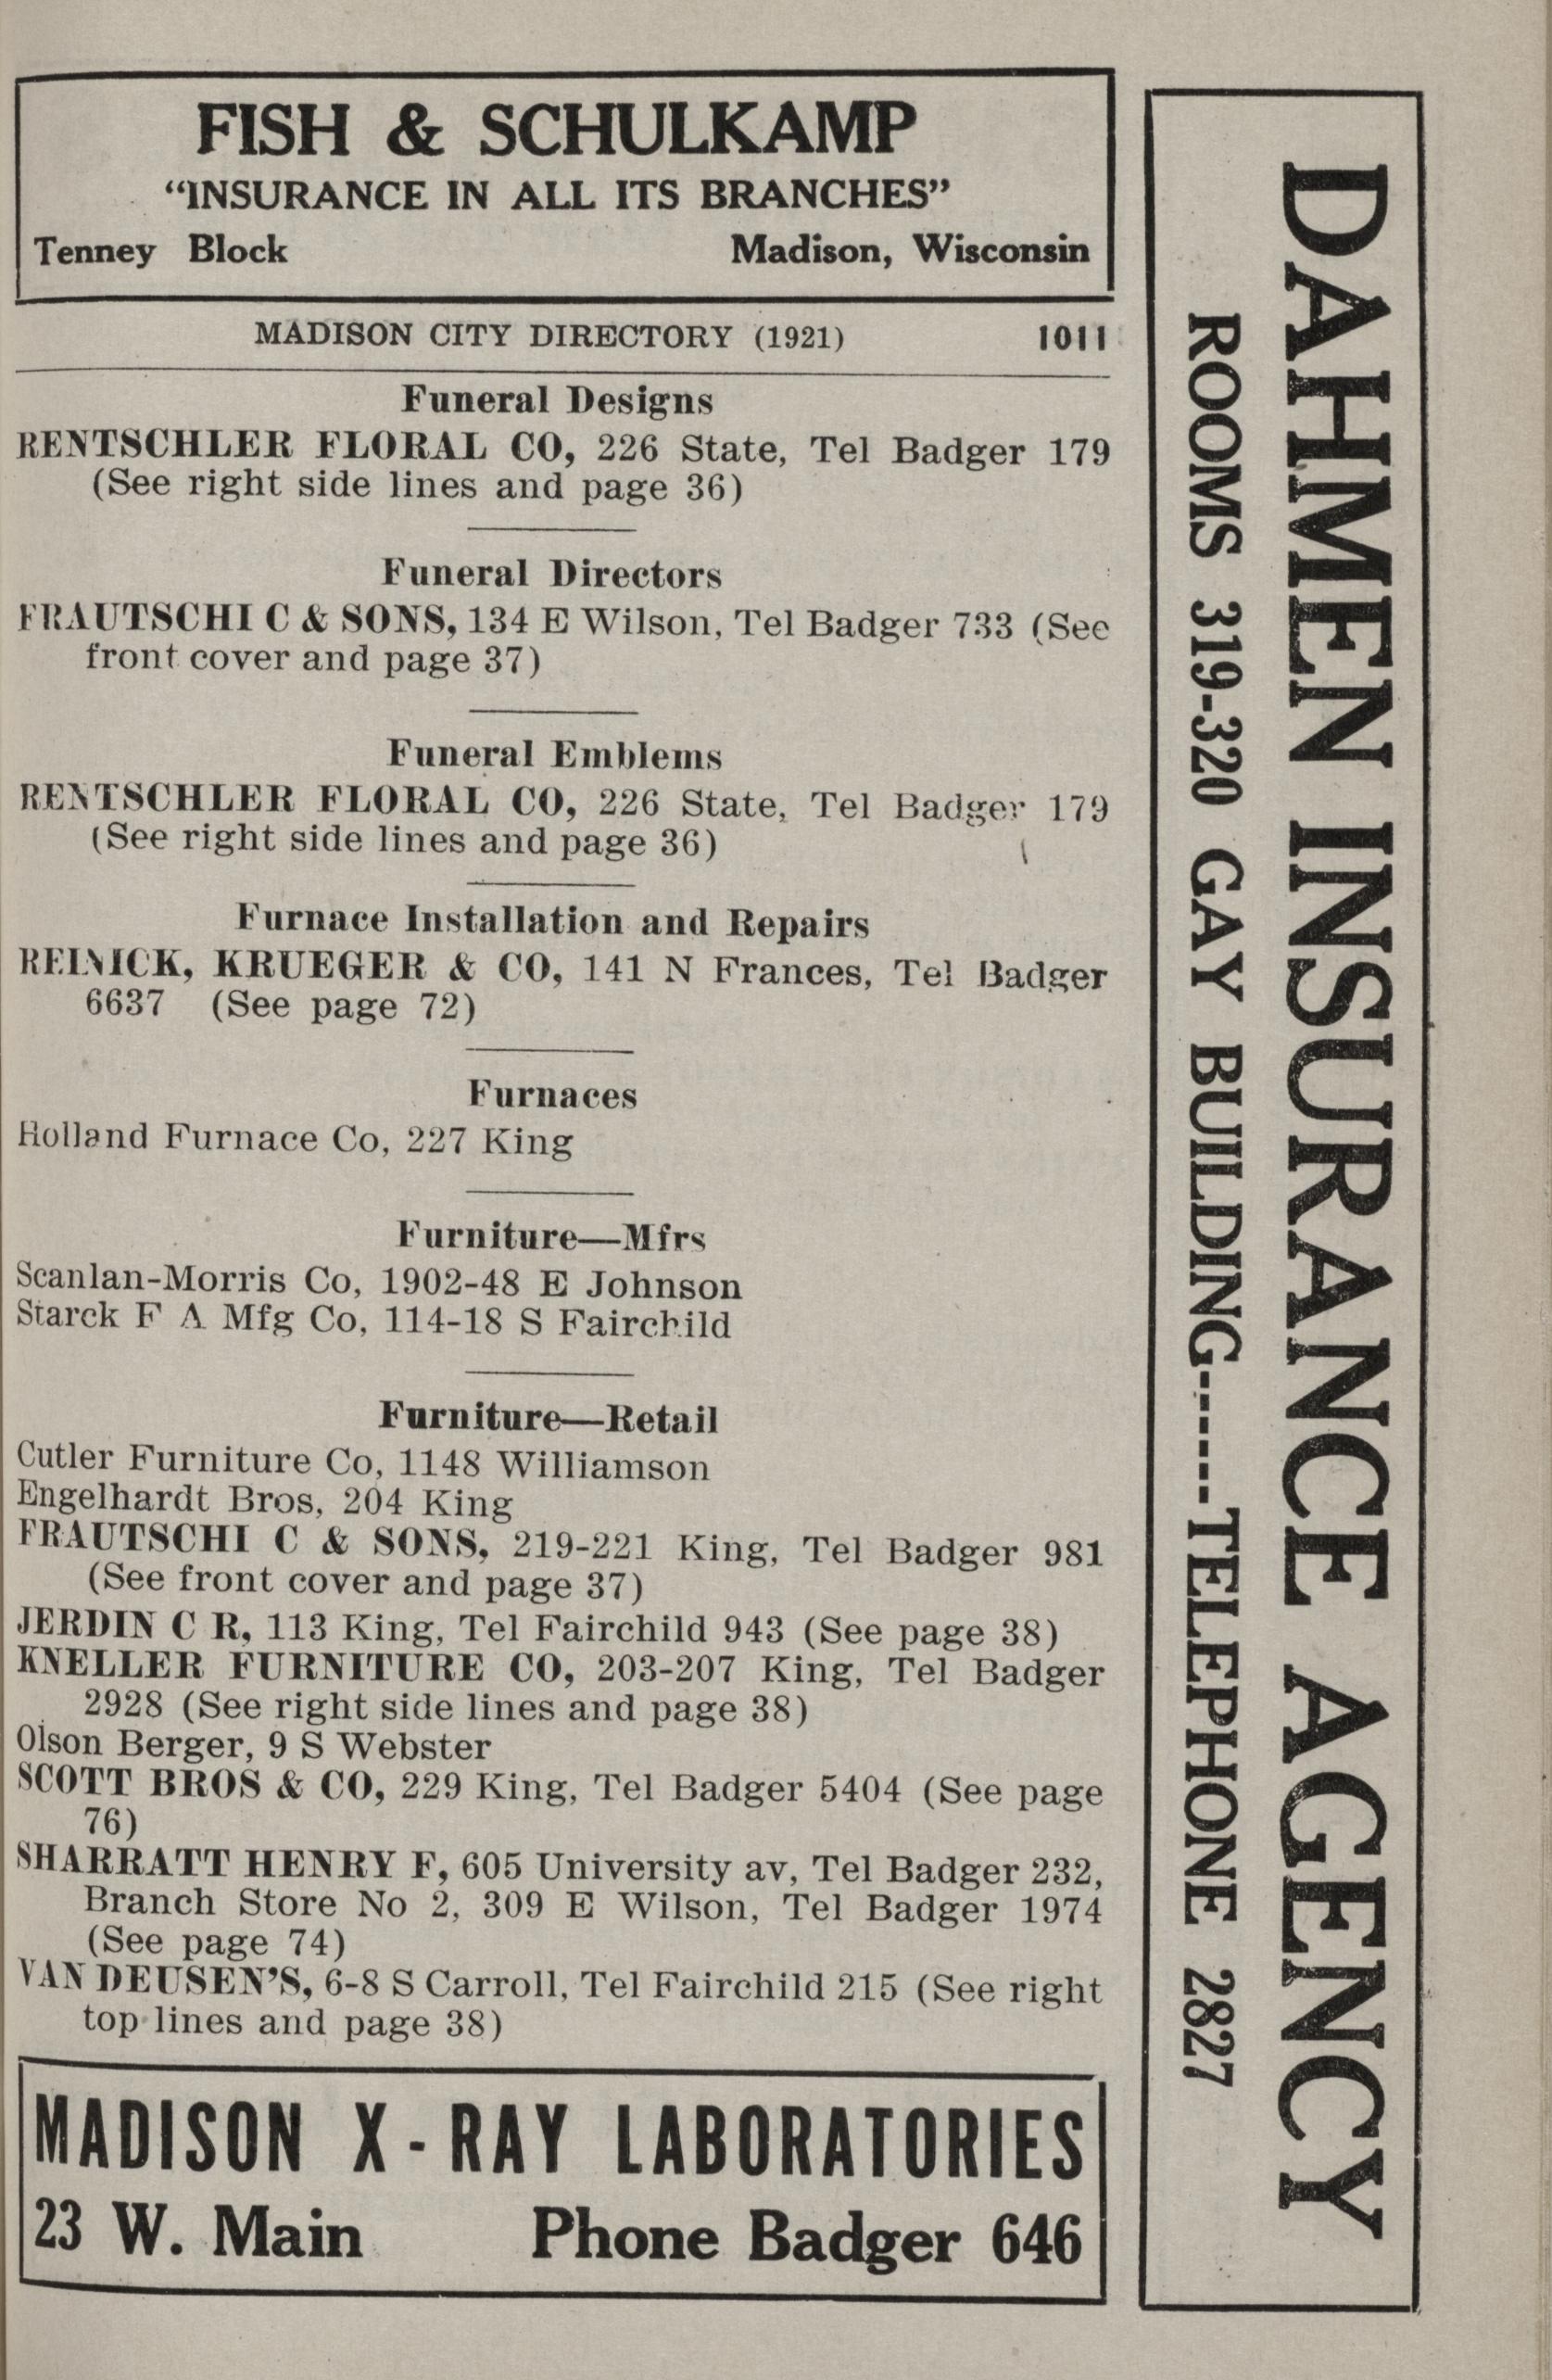 FISH & SCHULKAMP
"INSURANCE IN ALL ITS BRANCHES"
Tenney Block Madison, Wisconsin
MADISON CITY DIRECTORY (1921) 1011
Funeral Designs
RENTSCHLER FLORAL CO, 226 State, Tel Badger 179
(See right side lines and page 36)
Funeral Directors
FRAUTSCHI C & SONS, 134 E Wilson, Tel Badger 733 (See
front cover and page 37)
Funeral Emblems
RENTSCHLER FLORAL CO, 226 State, Tel Badger 179
(See right side lines and page 36)
Furnace Installation and Repairs
REINICK, KRUEGER & CO, 141 N Frances, Tel Badger
6637 (See page 72)
Furnaces
Holland Furnace Co, 227 King
Furniture—Mfrs
Scanlan-Morris Co, 1902-48 E Johnson
Starck F A Mfg Co, 114-18 S Fairchild
Furniture—Retail
Cutler Furniture Co, 1148 Williamson
Engelhardt Bros, 204 King
FRAUTSCHI C & SONS, 219-221 King, Tel Badger 981
(See front cover and page 37)
JERDIN C R, 113 King, Tel Fairchild 943 (See page 38)
KNELLER FURNITURE CO, 203-207 King, Tel Badger
2928 (See right side lines and page 38)
Olson Berger, 9 S Webster
SCOTT BROS & CO, 229 King, Tel Badger 5404 (See page
76)
SHARRATT HENRY F, 605 University av, Tel Badger 232,
Branch Store No 2, 309 E Wilson, Tel Badger 1974
(See page 74)
VAN DEUSEN'S, 6-8 S Carroll, Tel Fairchild 215 (See right
top lines and page 38)
MADISON X-RAY LABORATORIES
23 W. Main Phone Badger 646
DAHMEN INSURANCE AGENCY
ROOMS 319-320 GAY BUILDING------TELEPHONE 2827